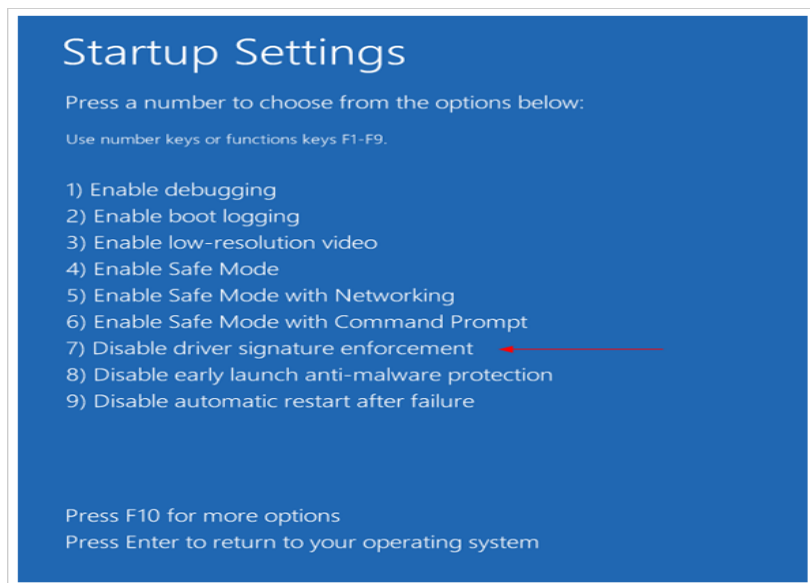 Startup Settings
Press a number to choose from the options below:
Use number keys or functions keys F1-F9.
1) Enable debugging
2) Enable boot logging
3) Enable low-resolution video
4) Enable Safe Mode
5) Enable Safe Mode with Networking
6) Enable Safe Mode with Command Prompt
7) Disable driver signature enforcement
8) Disable early launch anti-malware protection
9) Disable automatic restart after failure
Press F10 for more options
Press Enter to return to your operating system